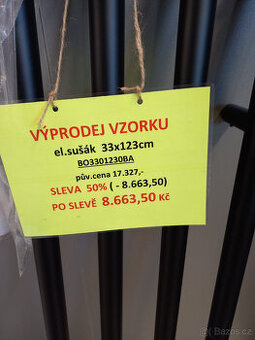 VÝPRODEJ VZORKU
el.sušák 33x123cm
BO3301230BA
pův.cena 17.327,-
SLEVA 50% (- 8.663,50)
PO SLEVĚ 8.663,50 Kč
© Bazoš.cz